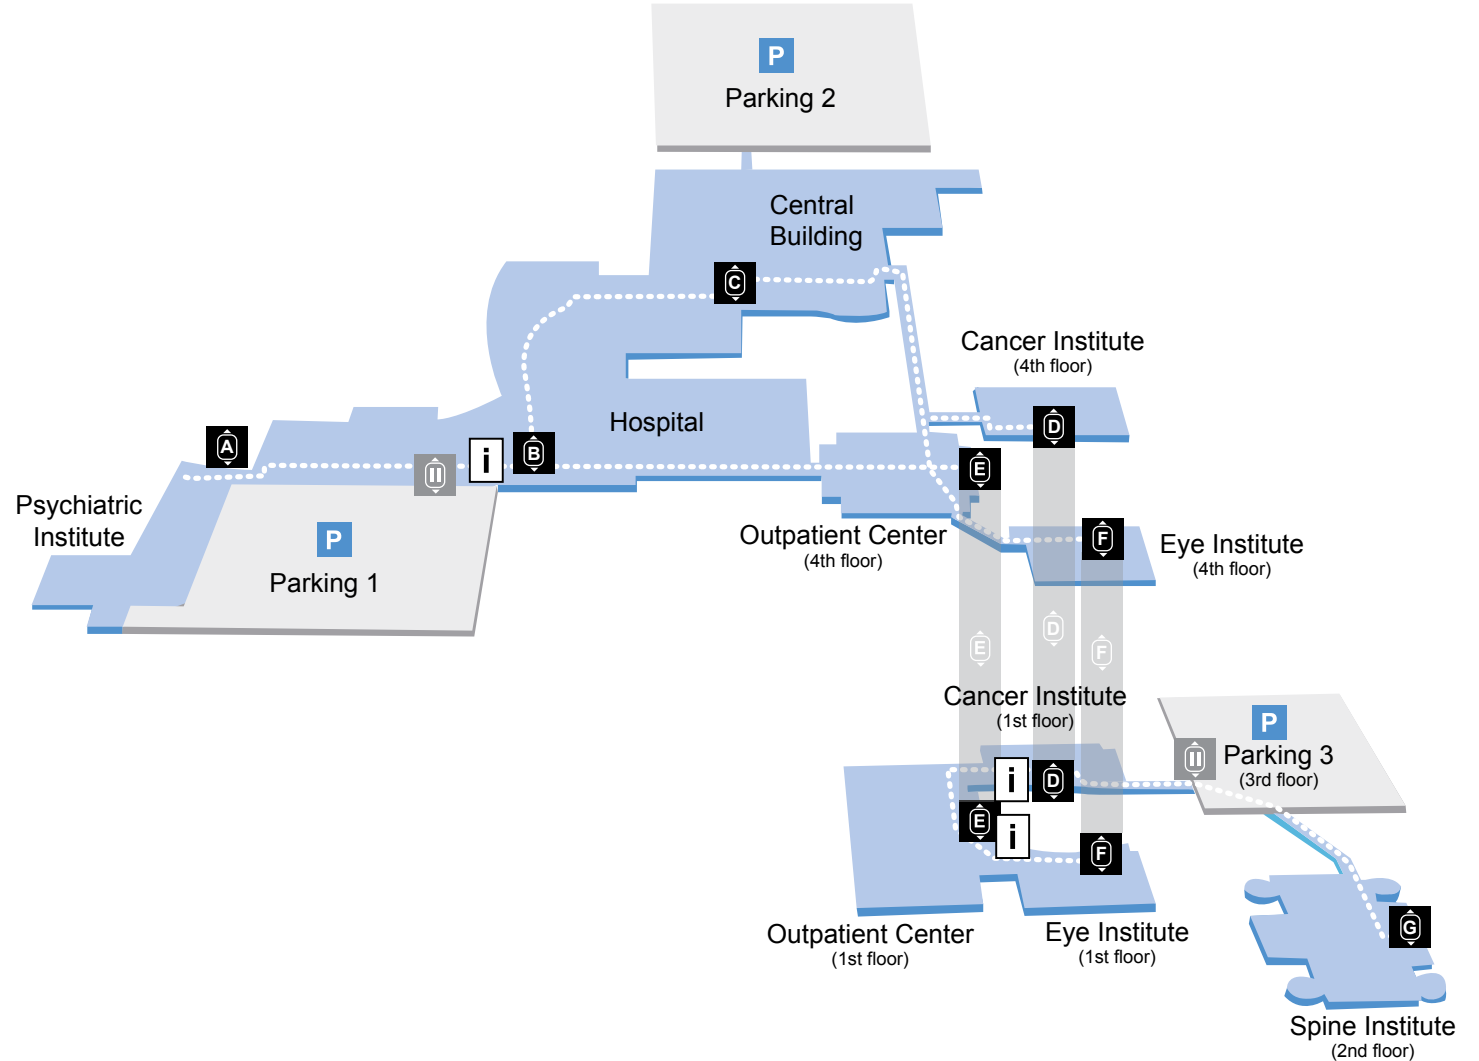 P
Parking 2
Central
Building
C
Cancer Institute
(4th floor)
D
Hospital
A
i
B
E
Psychiatric
Institute
P
Parking 1
Outpatient Center
(4th floor)
F
Eye Institute
(4th floor)
E
D
F
Cancer Institute
(1st floor)
P
Parking 3
(3rd floor)
i
D
E
i
F
Outpatient Center
(1st floor)
Eye Institute
(1st floor)
G
Spine Institute
(2nd floor)